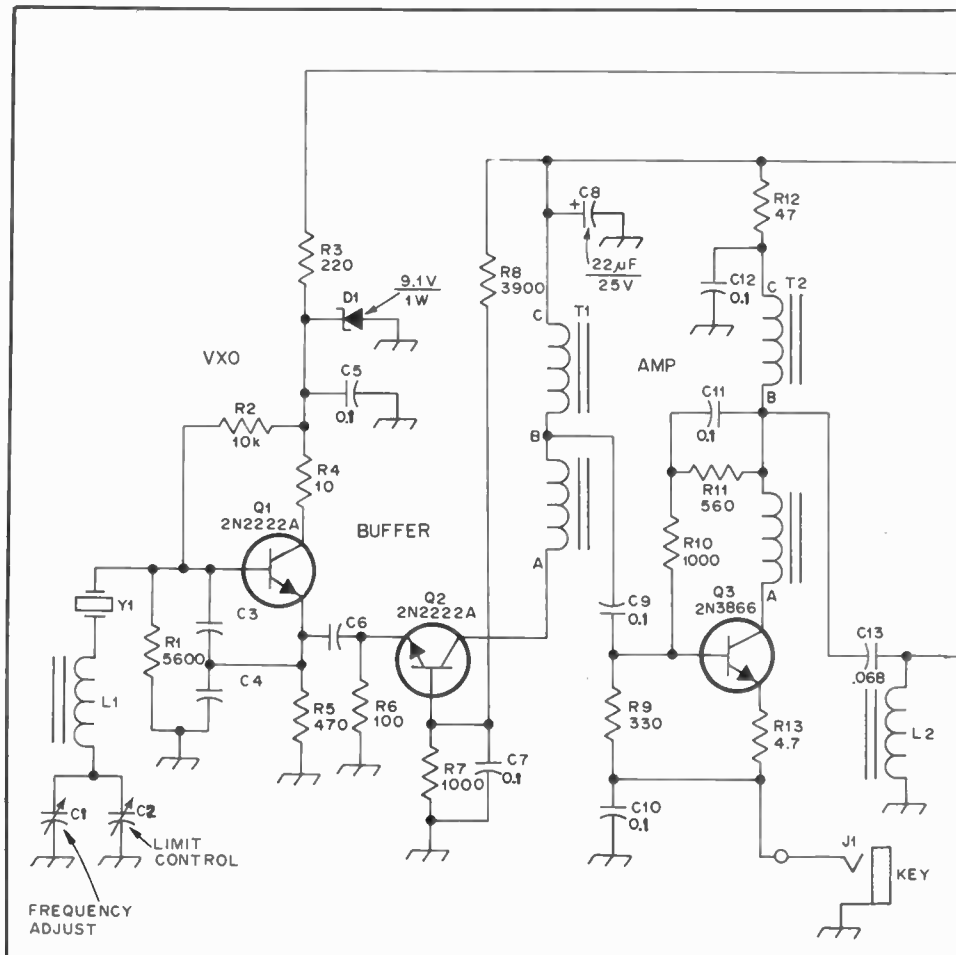 R12
47
C8
+
22µF
25V
R3
220
R8
3900
C12
0.1
C
T2
9.1V
1W
D1
C
T1
VXO
AMP
C5
0.1
C11
0.1
B
R2
10k
B
R4
10
R11
560
Q1
2N2222A
BUFFER
R10
1000
A
A
Y1
C3
Q2
2N2222A
C9
0.1
Q3
2N3866
R1
5600
C6
C13
.068
L1
C4
R5
470
R6
100
R9
330
R13
4.7
L2
R7
1000
C7
0.1
C1
C2
LIMIT
CONTROL
C10
0.1
J1
KEY
FREQUENCY
ADJUST